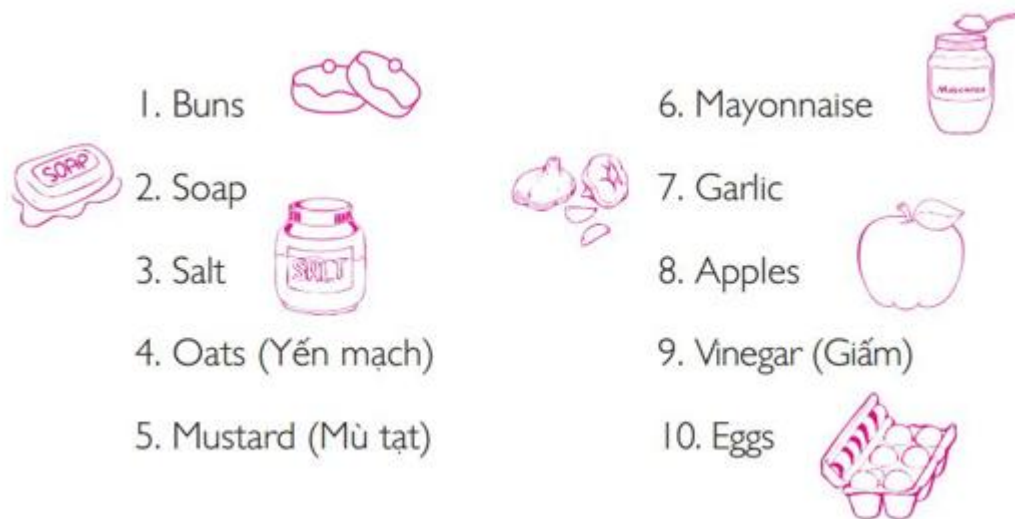 1. Buns
SOAP
2. Soap
3. Salt
SALT
4. Oats (Yến mạch)
5. Mustard (Mù tạt)
6. Mayonnaise
7. Garlic
8. Apples
9. Vinegar (Giấm)
10. Eggs